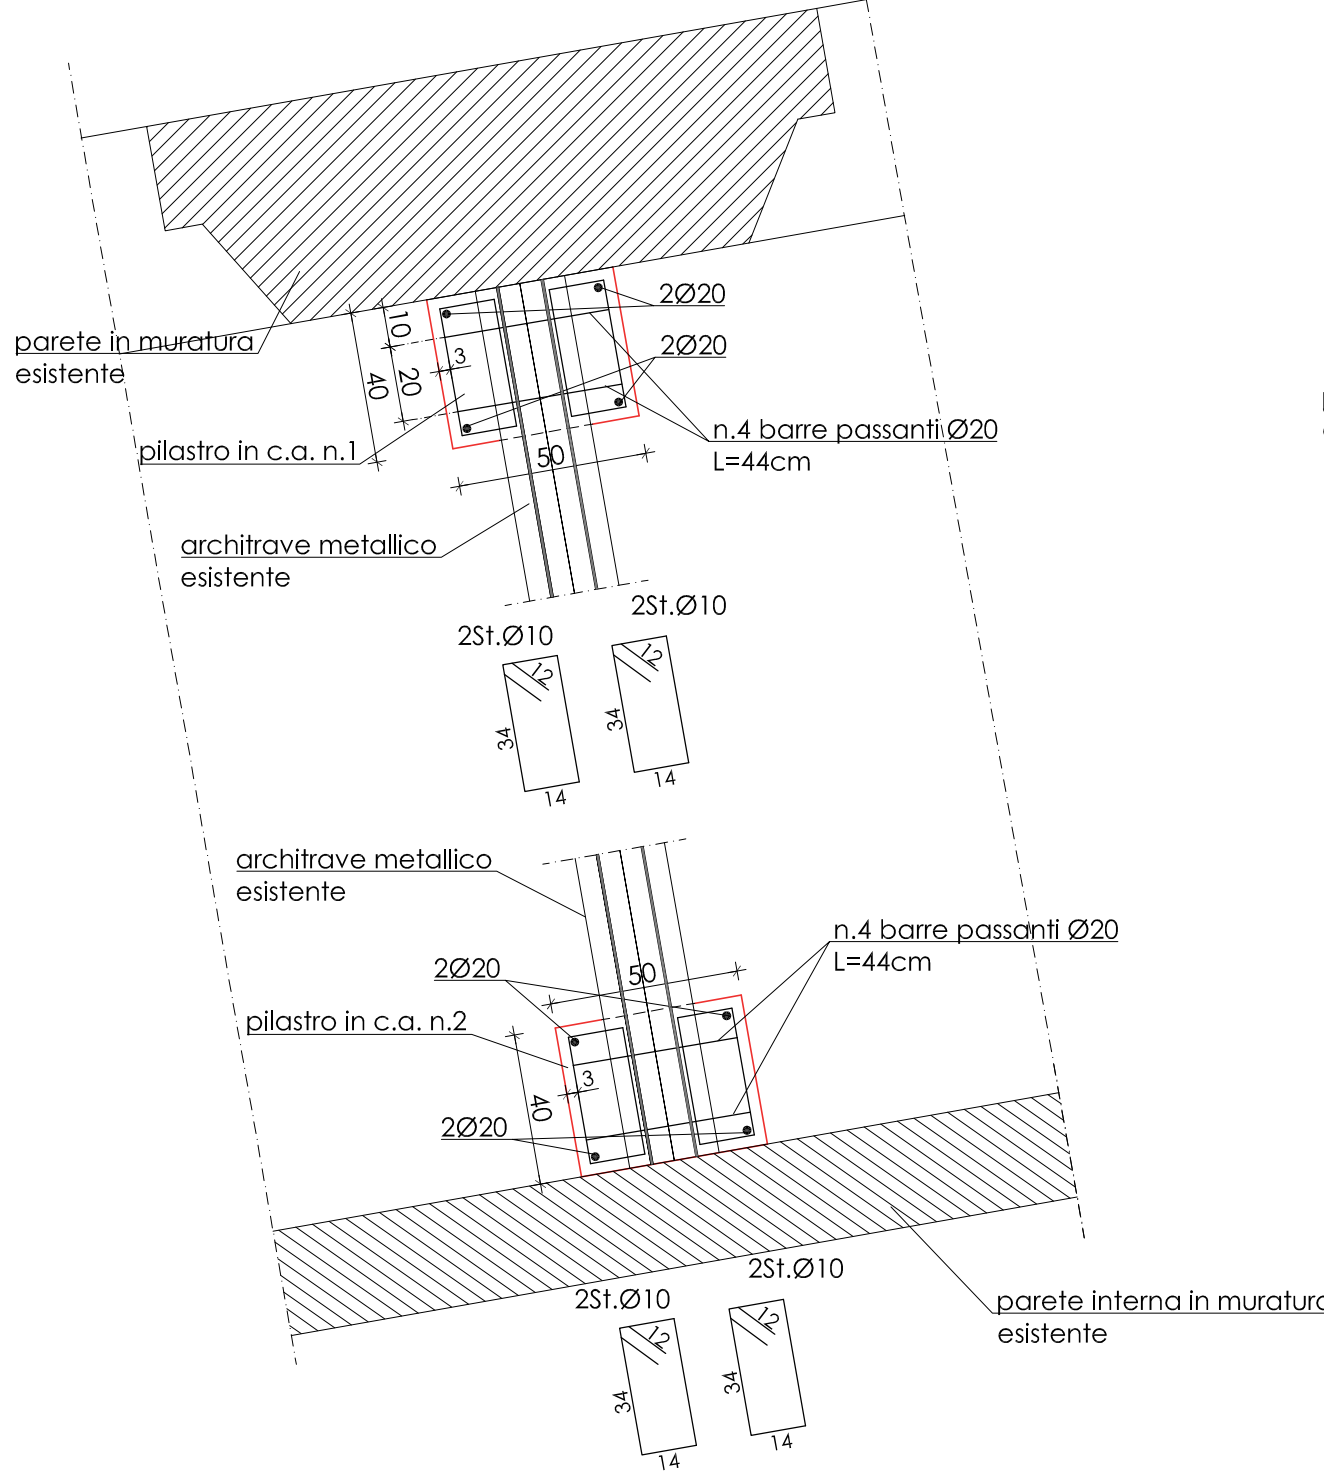 2Ø20
10
parete in muratura
esistente
2Ø20
3
40
20
n.4 barre passanti Ø20
L=44cm
pilastro in c.a. n.1
50
architrave metallico
esistente
2St.Ø10
2St.Ø10
12
12
34
34
14
14
architrave metallico
esistente
n.4 barre passanti Ø20
L=44cm
2Ø20
50
pilastro in c.a. n.2
3
40
2Ø20
2St.Ø10
2St.Ø10
parete interna in muratura
esistente
12
12
34
34
14
14